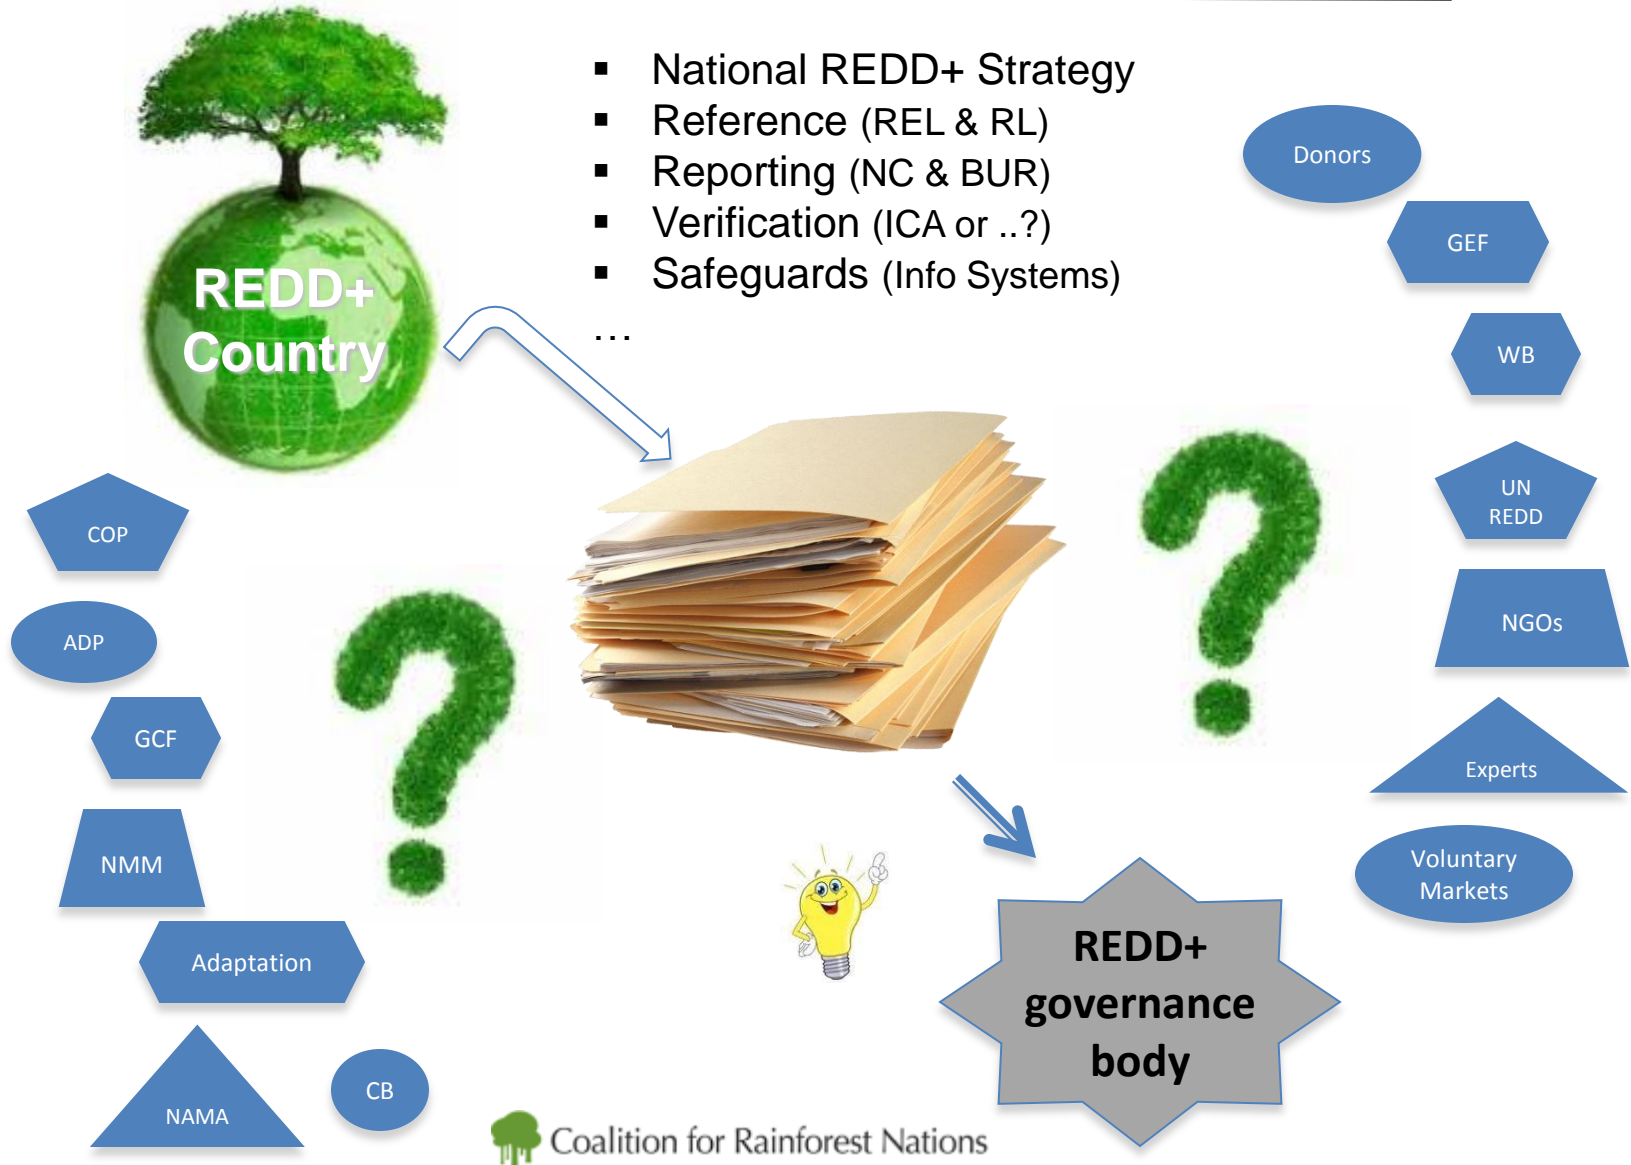 National REDD+ Strategy
Reference (REL & RL)
Reporting (NC & BUR)
Verification (ICA or ..?)
Safeguards (Info Systems)
…
REDD+
Country
Donors
GEF
WB
UN
REDD
NGOs
Experts
Voluntary
Markets
COP
ADP
GCF
NMM
Adaptation
NAMA
CB
REDD+
governance
body
Coalition for Rainforest Nations